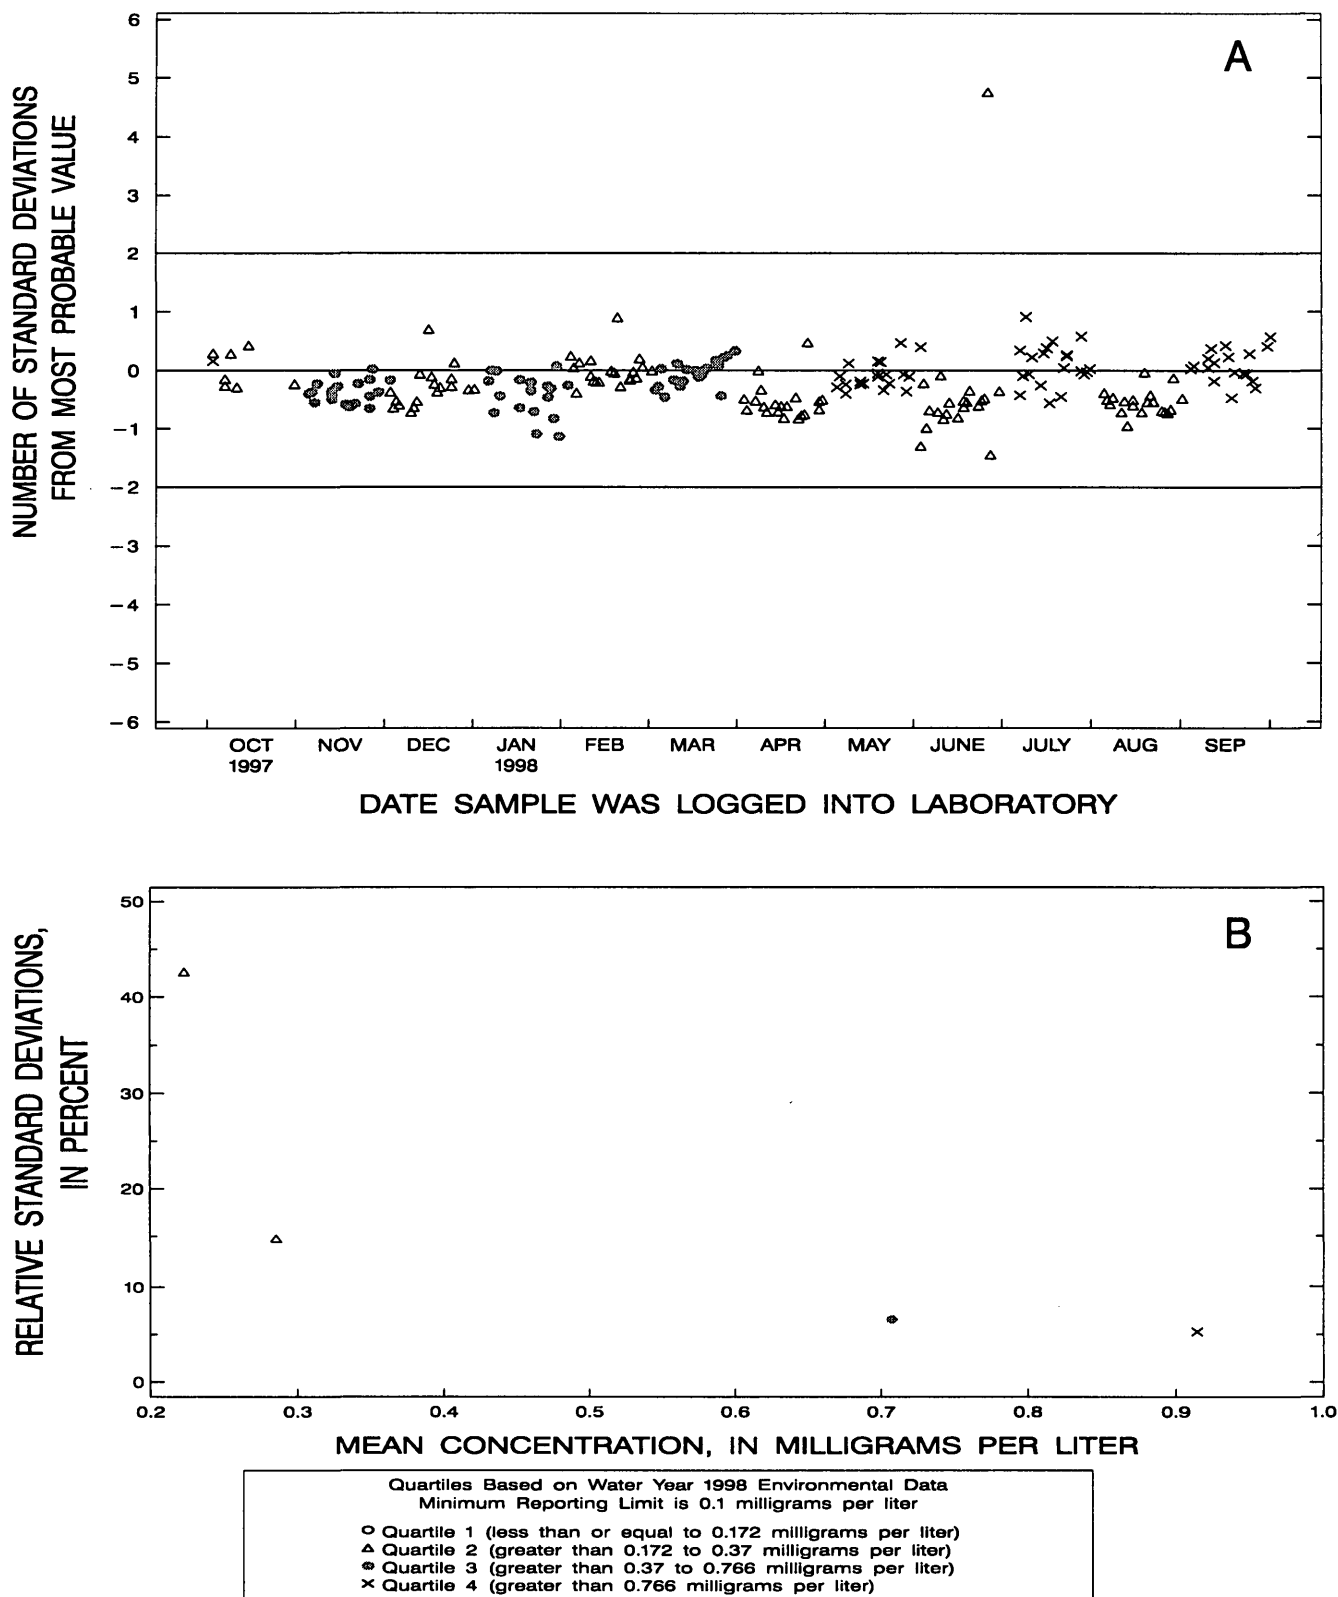 A
NUMBER OF STANDARD DEVIATIONS
FROM MOST PROBABLE VALUE
6
5
4
3
2
1
0
−1
−2
−3
−4
−5
−6
OCT NOV DEC JAN FEB MAR APR MAY JUNE JULY AUG SEP
1997 1998
DATE SAMPLE WAS LOGGED INTO LABORATORY
B
RELATIVE STANDARD DEVIATIONS,
IN PERCENT
50
40
30
20
10
0
0.2 0.3 0.4 0.5 0.6 0.7 0.8 0.9 1.0
MEAN CONCENTRATION, IN MILLIGRAMS PER LITER
Quartiles Based on Water Year 1998 Environmental Data
Minimum Reporting Limit is 0.1 milligrams per liter
Quartile 1 (less than or equal to 0.172 milligrams per liter)
Quartile 2 (greater than 0.172 to 0.37 milligrams per liter)
Quartile 3 (greater than 0.37 to 0.766 milligrams per liter)
Quartile 4 (greater than 0.766 milligrams per liter)